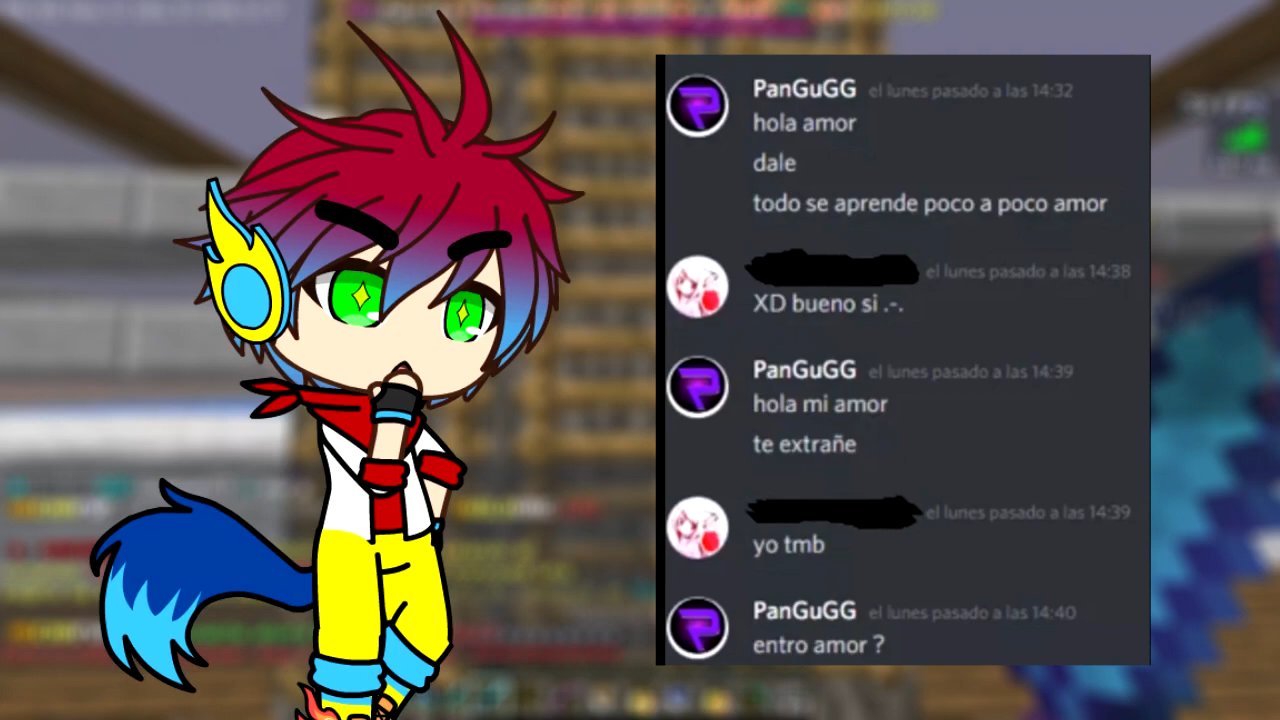 PanGuGG el lunes pasado a las 14:32
hola amor
dale
todo se aprende poco a poco amor
el lunes pasado a las 14:38
XD bueno si .-.
PanGuGG el lunes pasado a las 14:39
hola mi amor
te extrañe
el lunes pasado a las 14:39
yo tmb
PanGuGG el lunes pasado a las 14:40
entro amor ?